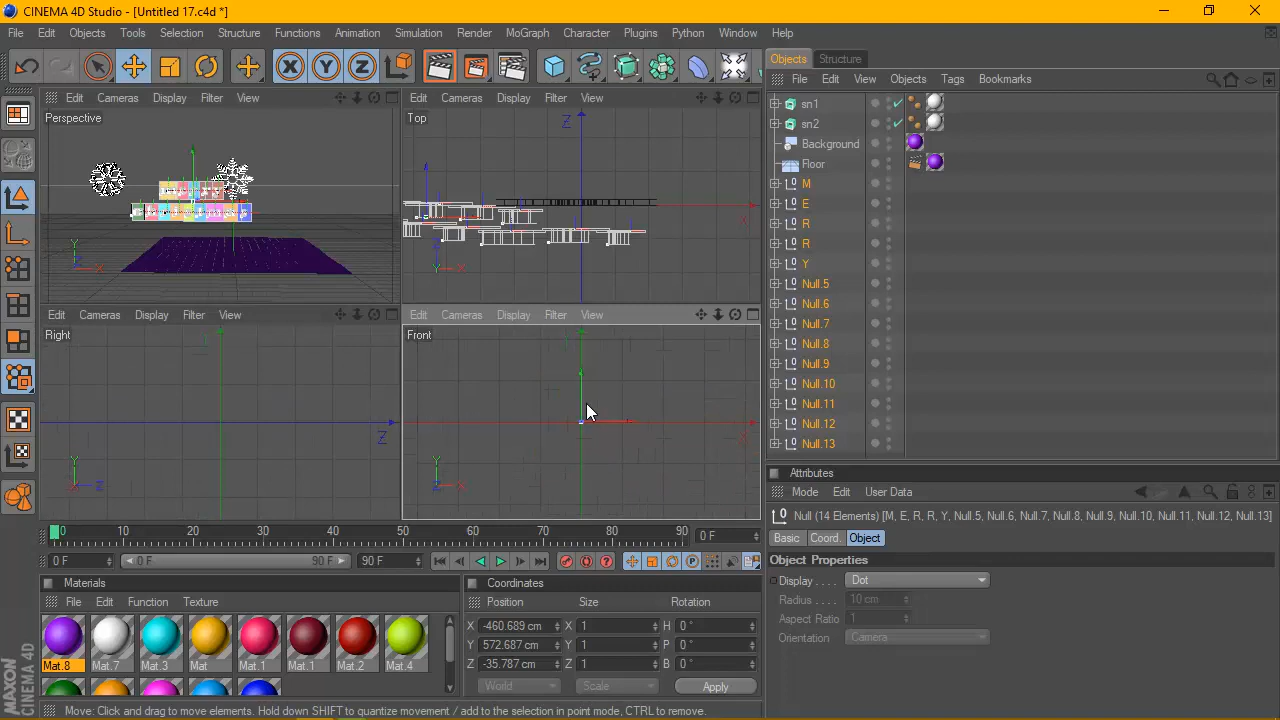 CINEMA 4D Studio - [Untitled 17.c4d *]
File Edit Objects Tools Selection Structure Functions Animation Simulation Render MoGraph Character Plugins Python Window Help
Objects Structure
File Edit View Objects Tags Bookmarks
Edit Cameras Display Filter View
Perspective
Edit Cameras Display Filter View
Top
Z
X
Y
X
Z
Y
X
Edit Cameras Display Filter View
Right
Z
Y
X
Z
Edit Cameras Display Filter View
Front
X
Y
Z
X
sn1
sn2
Background
Floor
M
E
R
R
Y
Null.5
Null.6
Null.7
Null.8
Null.9
Null.10
Null.11
Null.12
Null.13
Attributes
Mode Edit User Data
Null (14 Elements) [M, E, R, R, Y, Null.5, Null.6, Null.7, Null.8, Null.9, Null.10, Null.11, Null.12, Null.13]
Basic Coord. Object
Object Properties
Display . . . . Dot
Radius . . . . 10 cm
Aspect Ratio 1
Orientation Camera
0 10 20 30 40 50 60 70 80 90 0 F
0 F 0 F 90 F 90 F
Materials
File Edit Function Texture
Mat.8 Mat.7 Mat.3 Mat Mat.1 Mat.1 Mat.2 Mat.4
Coordinates
Position Size Rotation
X -460.689 cm X 1 H 0 °
Y 572.687 cm Y 1 P 0 °
Z -35.787 cm Z 1 B 0 °
World Scale Apply
MAXON
CINEMA 4D
Move: Click and drag to move elements. Hold down SHIFT to quantize movement / add to the selection in point mode, CTRL to remove.